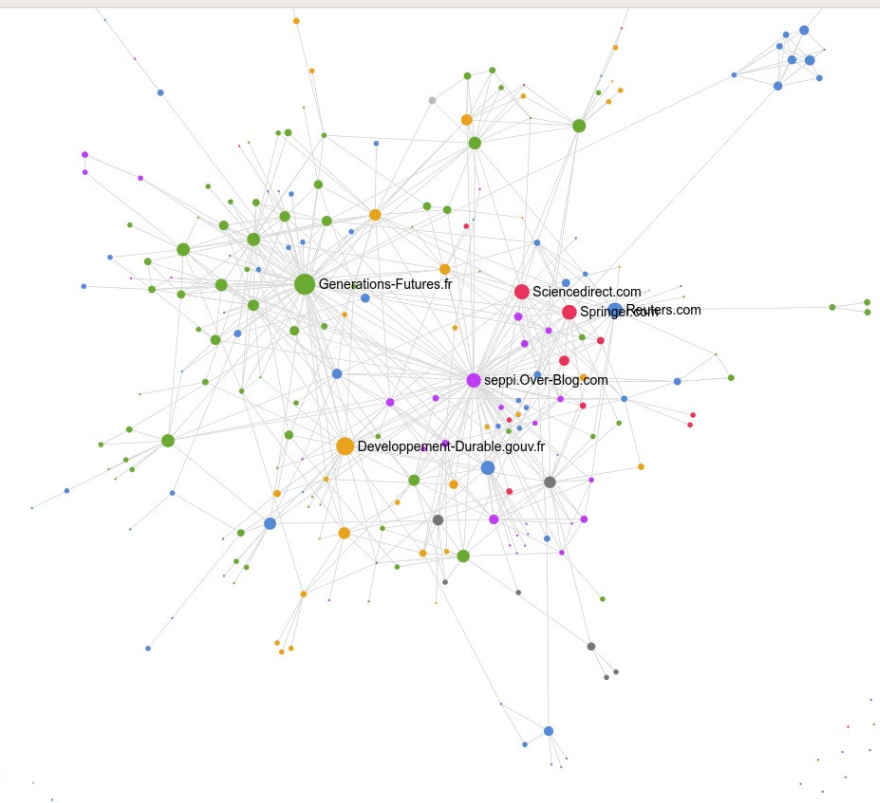 Generations-Futures.fr
Sciencedirect.com
Springer.com
Reuters.com
seppi.Over-Blog.com
Developpement-Durable.gouv.fr